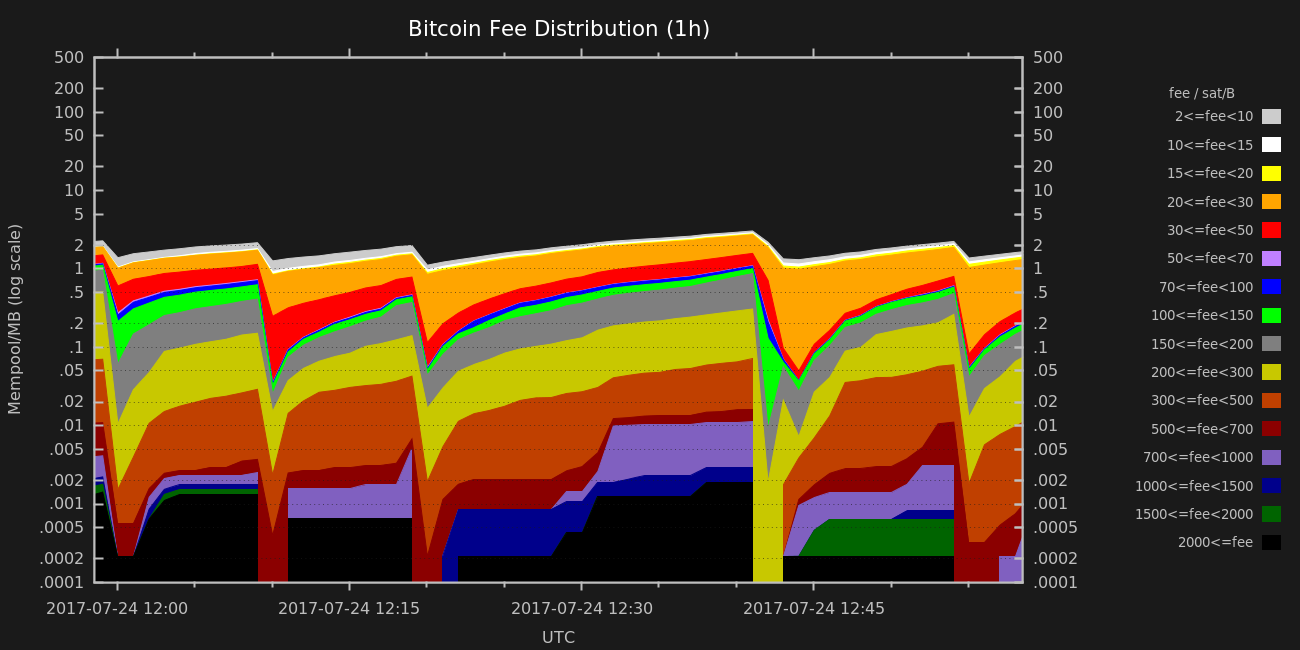 Bitcoin Fee Distribution (1h)
Mempool/MB (log scale)
500
200
100
50
20
10
5
2
1
.5
.2
.1
.05
.02
.01
.005
.002
.001
.0005
.0002
.0001
500
200
100
50
20
10
5
2
1
.5
.2
.1
.05
.02
.01
.005
.002
.001
.0005
.0002
.0001
2017-07-24 12:00 2017-07-24 12:15 2017-07-24 12:30 2017-07-24 12:45
UTC
fee / sat/B
2<=fee<10
10<=fee<15
15<=fee<20
20<=fee<30
30<=fee<50
50<=fee<70
70<=fee<100
100<=fee<150
150<=fee<200
200<=fee<300
300<=fee<500
500<=fee<700
700<=fee<1000
1000<=fee<1500
1500<=fee<2000
2000<=fee